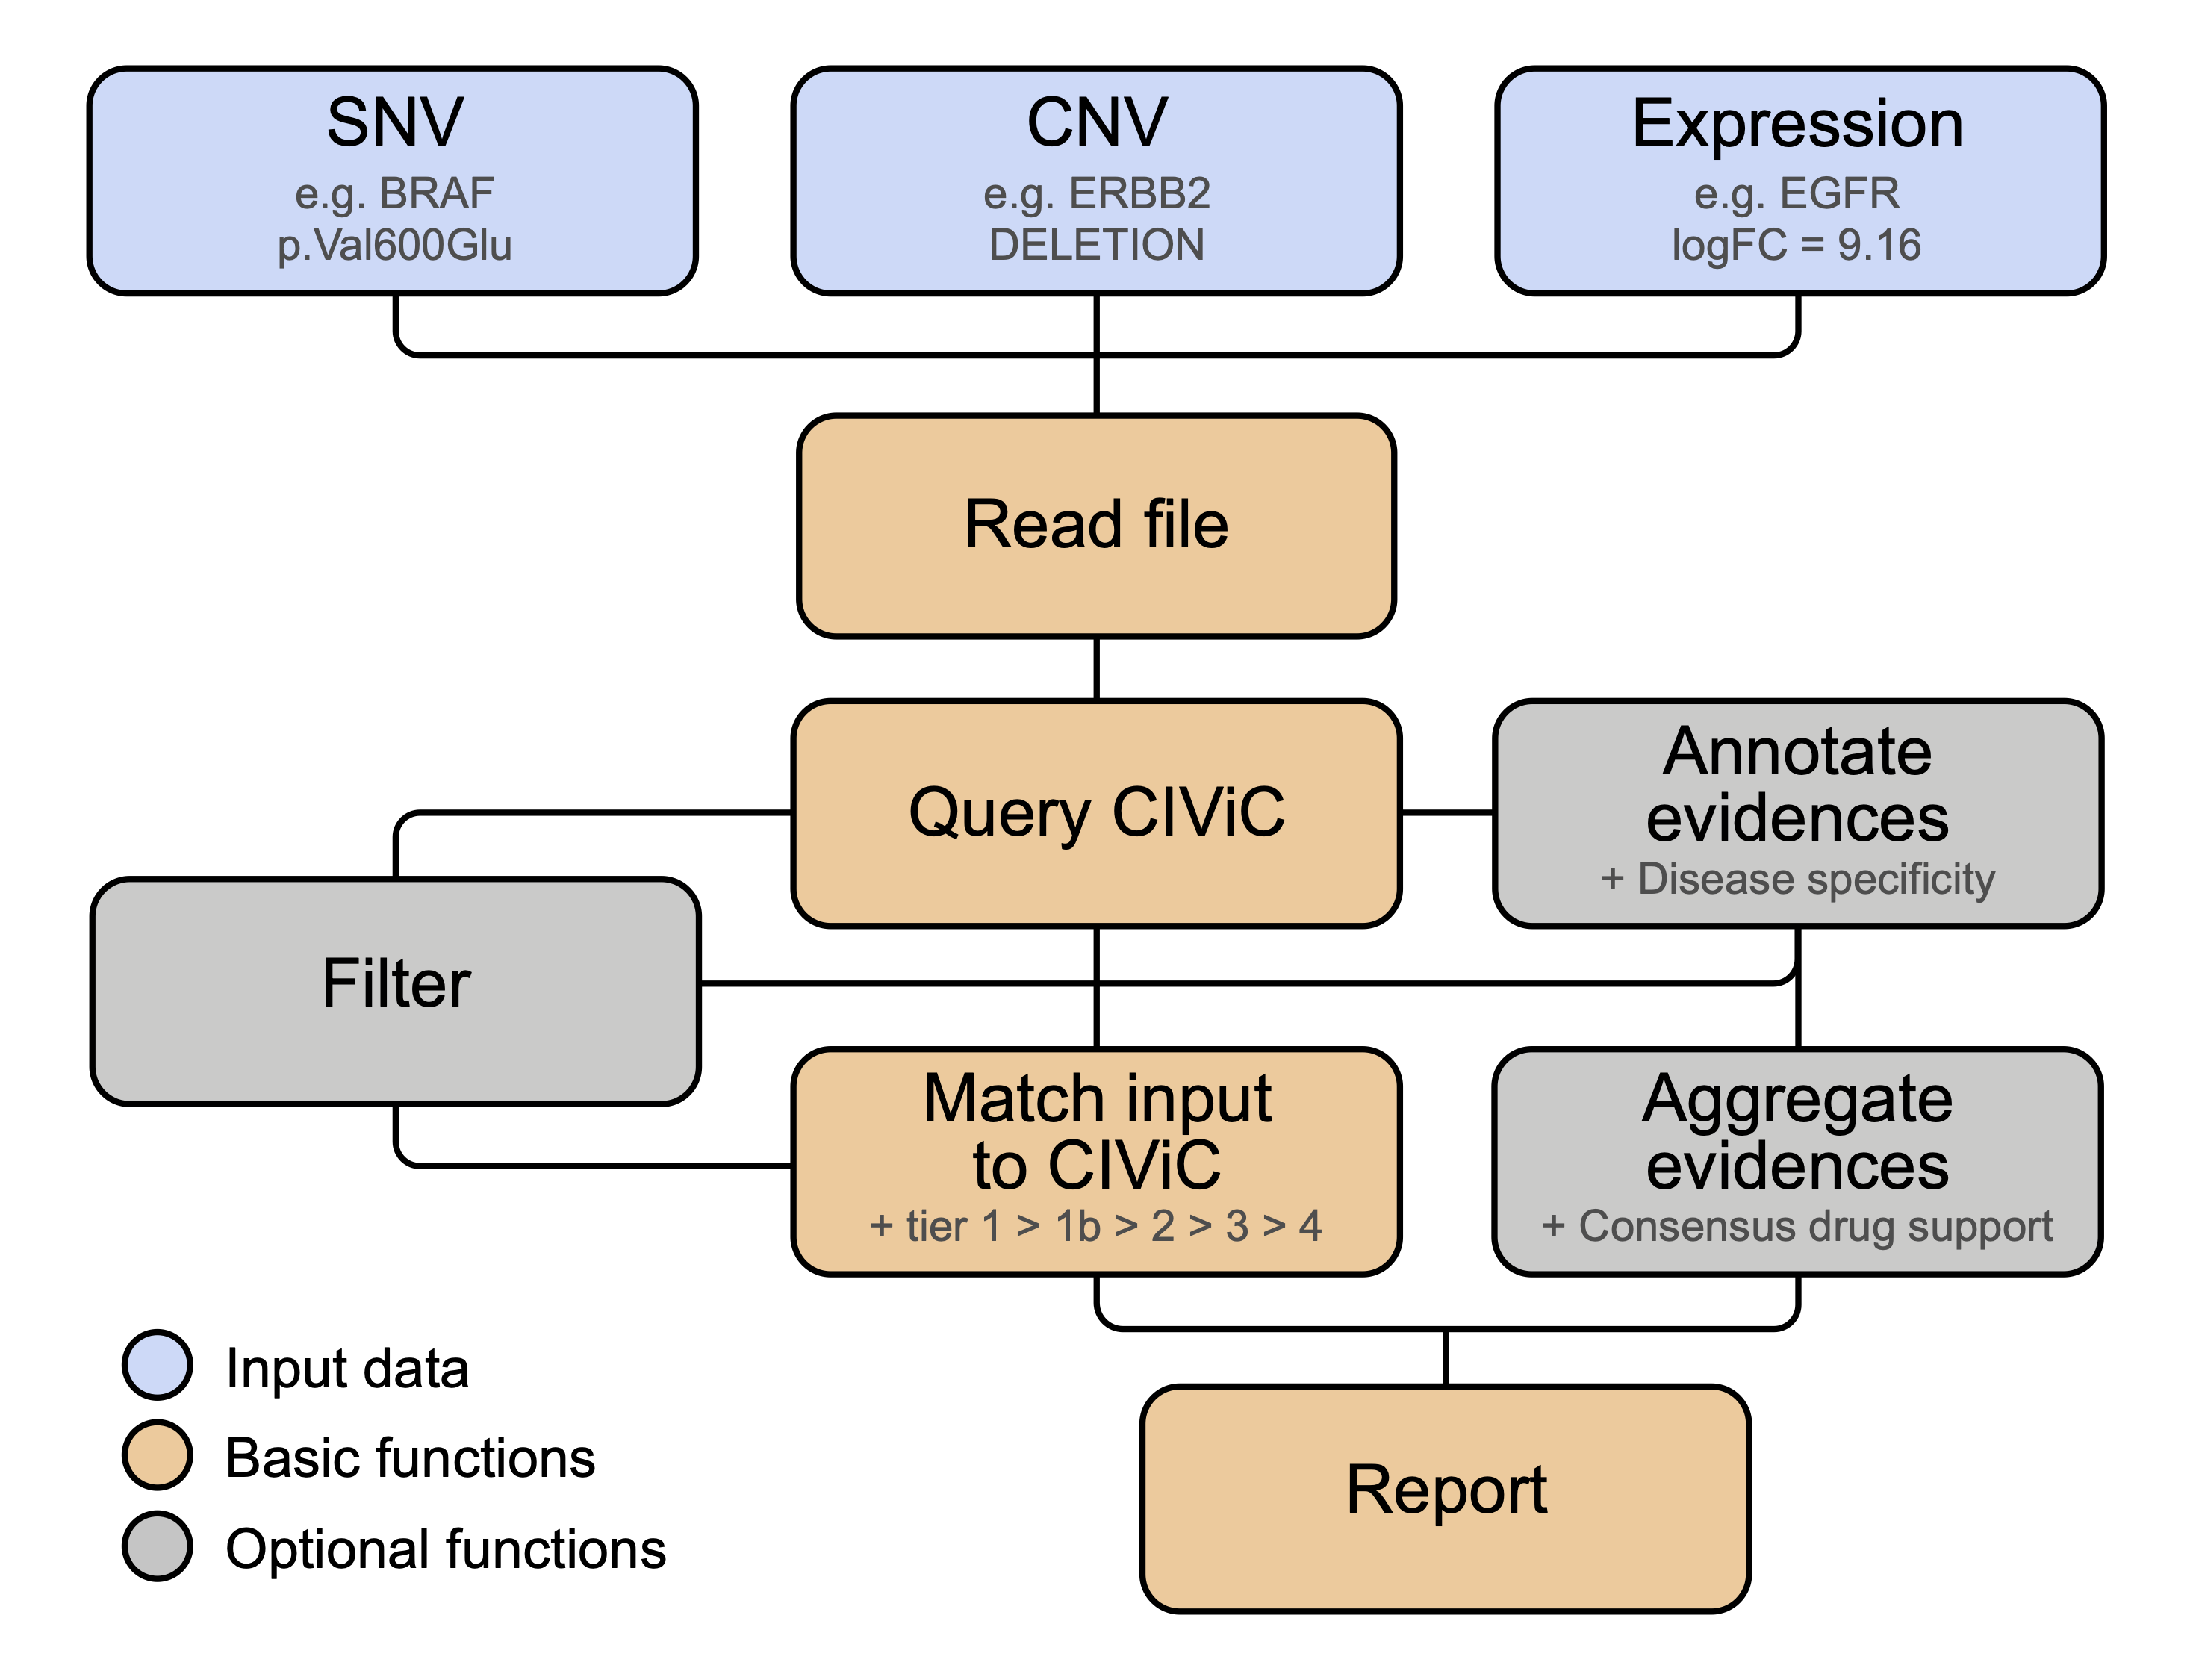 SNV
e.g. BRAF
p.Val600Glu
CNV
e.g. ERBB2
DELETION
Expression
e.g. EGFR
logFC = 9.16
Read file
Query CIViC
Annotate
evidences
+ Disease specificity
Filter
Match input
to CIViC
+ tier 1 > 1b > 2 > 3 > 4
Aggregate
evidences
+ Consensus drug support
Report
Input data
Basic functions
Optional functions